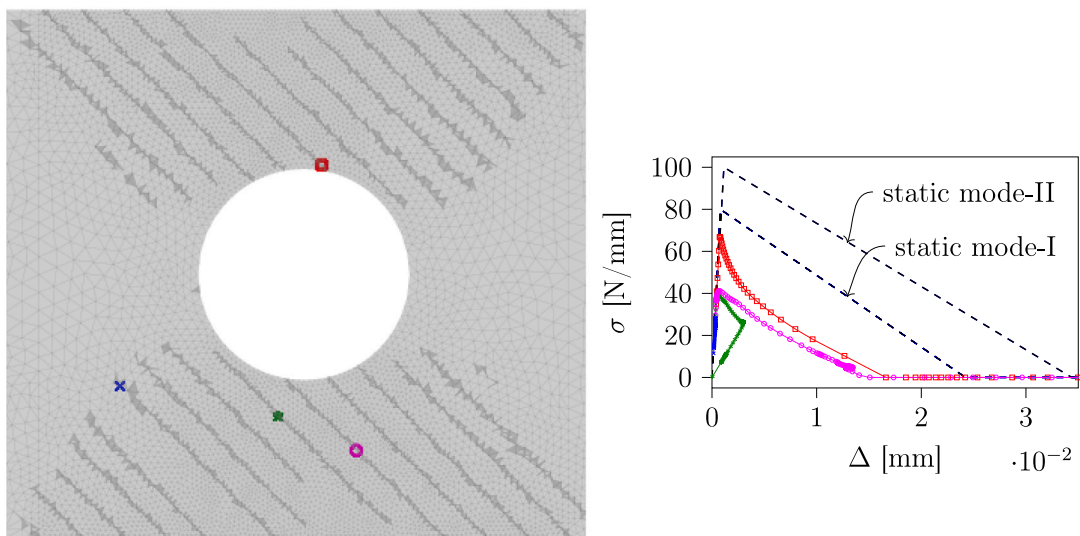 100
80
60
40
20
0
σ [N/mm]
static mode-II
static mode-I
0 1 2 3
Δ [mm] ·10⁻²